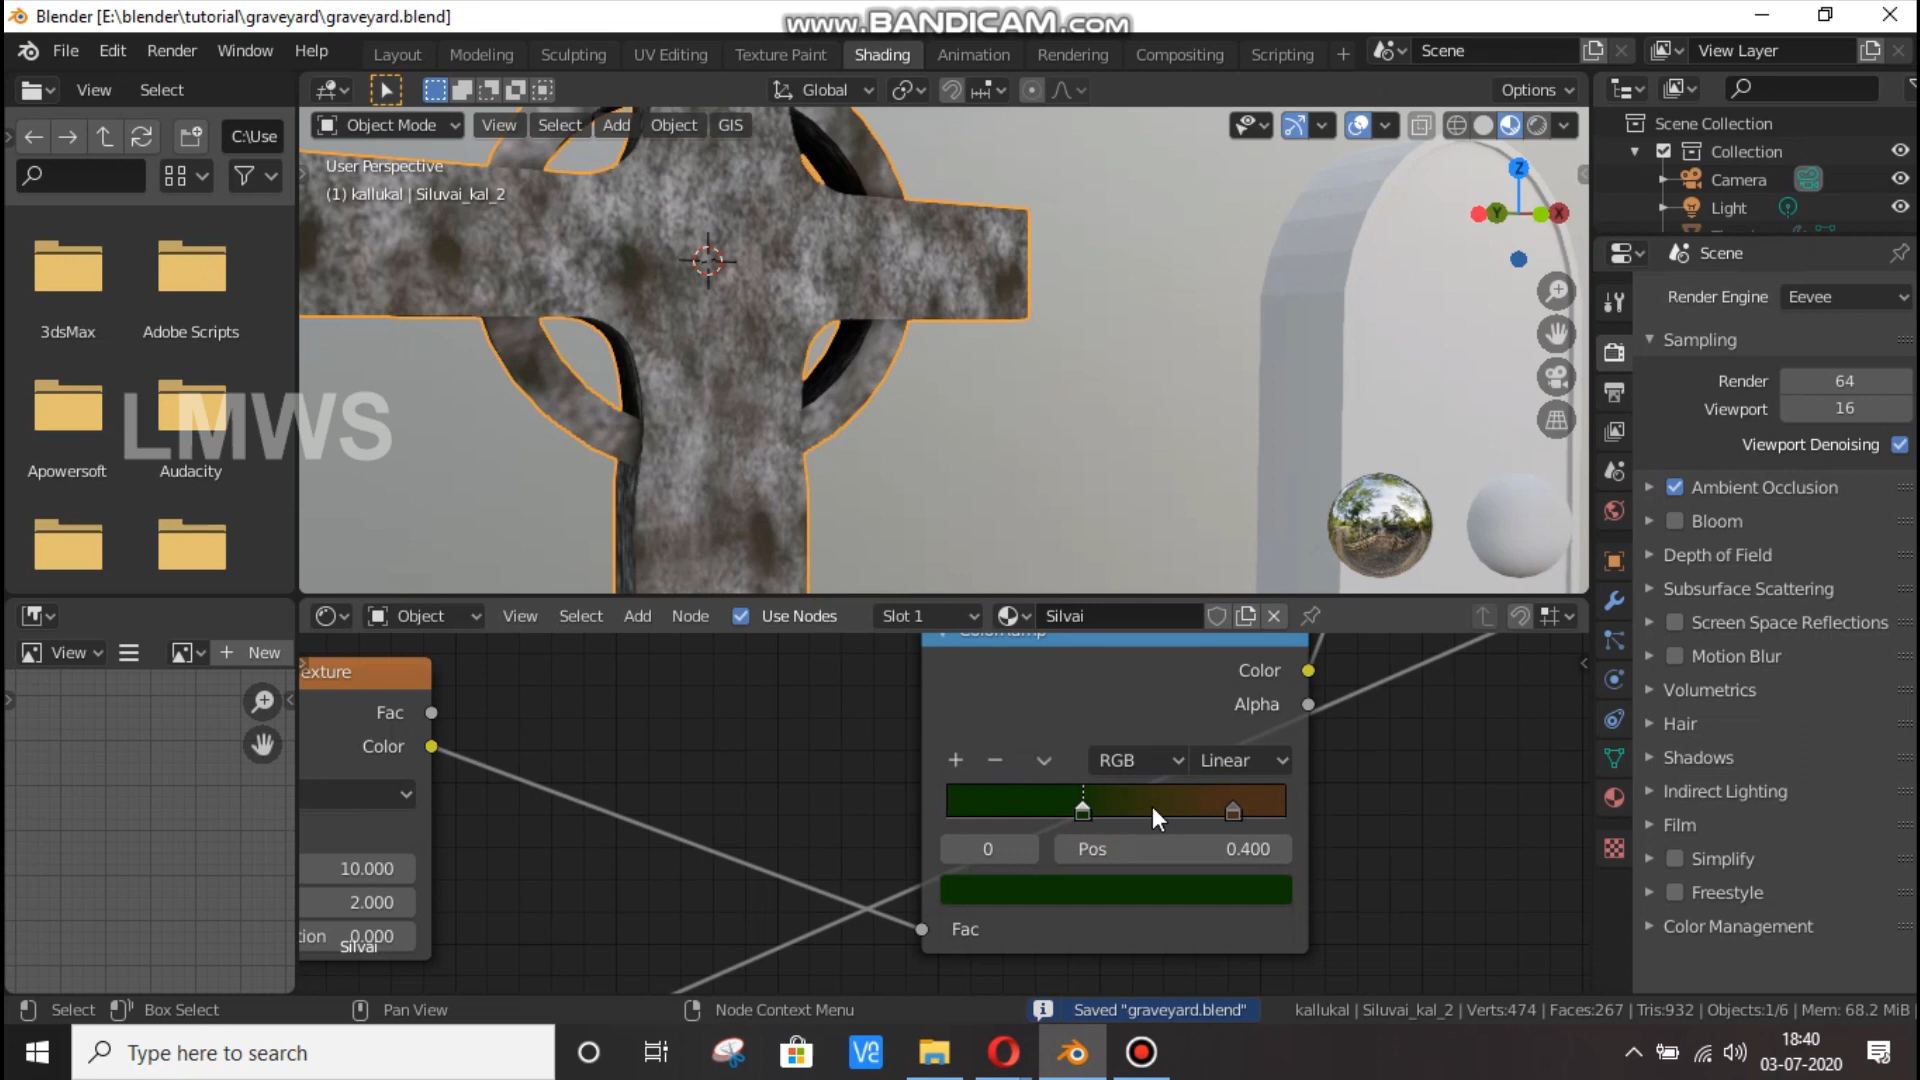 Blender [E:\blender\tutorial\graveyard\graveyard.blend]
www.BANDICAM.com
File Edit Render Window Help
Layout Modeling Sculpting UV Editing Texture Paint Shading Animation Rendering Compositing Scripting +
Scene
View Layer
View Select
Global
Options
C:\Use
Object Mode View Select Add Object GIS
User Perspective
(1) kallukal | Siluvai_kal_2
Z
Y
X
3dsMax
Adobe Scripts
Apowersoft
Audacity
LMWS
Scene Collection
Collection
Camera
Light
Scene
Render Engine Eevee
Sampling
Render 64
Viewport 16
Viewport Denoising
Ambient Occlusion
Bloom
Depth of Field
Subsurface Scattering
Screen Space Reflections
Motion Blur
Volumetrics
Hair
Shadows
Indirect Lighting
Film
Simplify
Freestyle
Color Management
Object View Select Add Node Use Nodes Slot 1 Silvai
View New
exture
Fac
Color
10.000
2.000
tion 0.000
Silvai
ColorRamp
Color
Alpha
RGB Linear
0 Pos 0.400
Fac
Select Box Select Pan View Node Context Menu Saved "graveyard.blend" kallukal | Siluvai_kal_2 | Verts:474 | Faces:267 | Tris:932 | Objects:1/6 | Mem: 68.2 MiB
Type here to search
18:40
03-07-2020